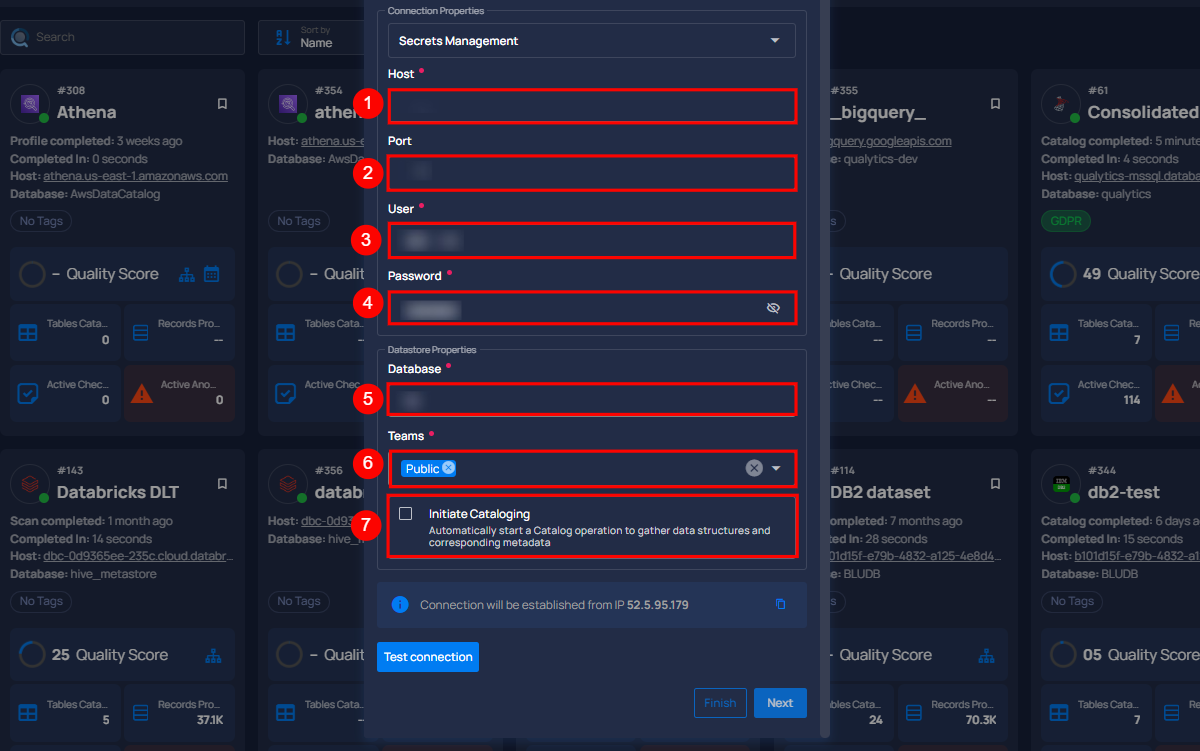 Search
Sort by
Name
#308
Athena
Profile completed: 3 weeks ago
Completed In: 0 seconds
Host: athena.us-east-1.amazonaws.com
Database: AwsDataCatalog
No Tags
– Quality Score
Tables Cata...
0
Records Pro...
--
Active Chec...
0
Active Ano...
0
#354
Host: athena.us-e
Database: AwsDa
No Tags
– Qualit
Tables Cata...
Active Chec...
Connection Properties
Secrets Management
Host *
1
Port
2
User *
3
Password *
4
Datastore Properties
Database *
5
Teams *
6
Public
7
Initiate Cataloging
Automatically start a Catalog operation to gather data structures and
corresponding metadata
Connection will be established from IP 52.5.95.179
Test connection
Finish
Next
#355
_bigquery_
gquery.googleapis.com
e: qualytics-dev
Quality Score
bles Cata...
--
Records Pro...
--
ctive Chec...
--
Active Ano...
--
#61
Consolidated
Catalog completed: 5 minute
Completed In: 4 seconds
Host: qualytics-mssql.databa
Database: qualytics
GDPR
49 Quality Score
Tables Cata...
7
Re
Active Chec...
114
#143
Databricks DLT
Scan completed: 1 month ago
Completed In: 14 seconds
Host: dbc-0d9365ee-235c.cloud.databr...
Database: hive_metastore
No Tags
25 Quality Score
Tables Cata...
5
Records Pro...
37.1K
#356
datab
Host: dbc-0d93
Database: hive_
No Tags
– Qualit
Tables Cata...
#114
DB2 dataset
ted: 7 months ago
d In: 28 seconds
01d15f-e79b-4832-a125-4e8d4...
e: BLUDB
Quality Score
bles Cata...
24
Records Pro...
70.3K
#344
db2-test
Catalog completed: 6 days a
Completed In: 15 seconds
Host: b101d15f-e79b-4832-a1
Database: BLUDB
No Tags
05 Quality Score
Tables Cata...
7
Re